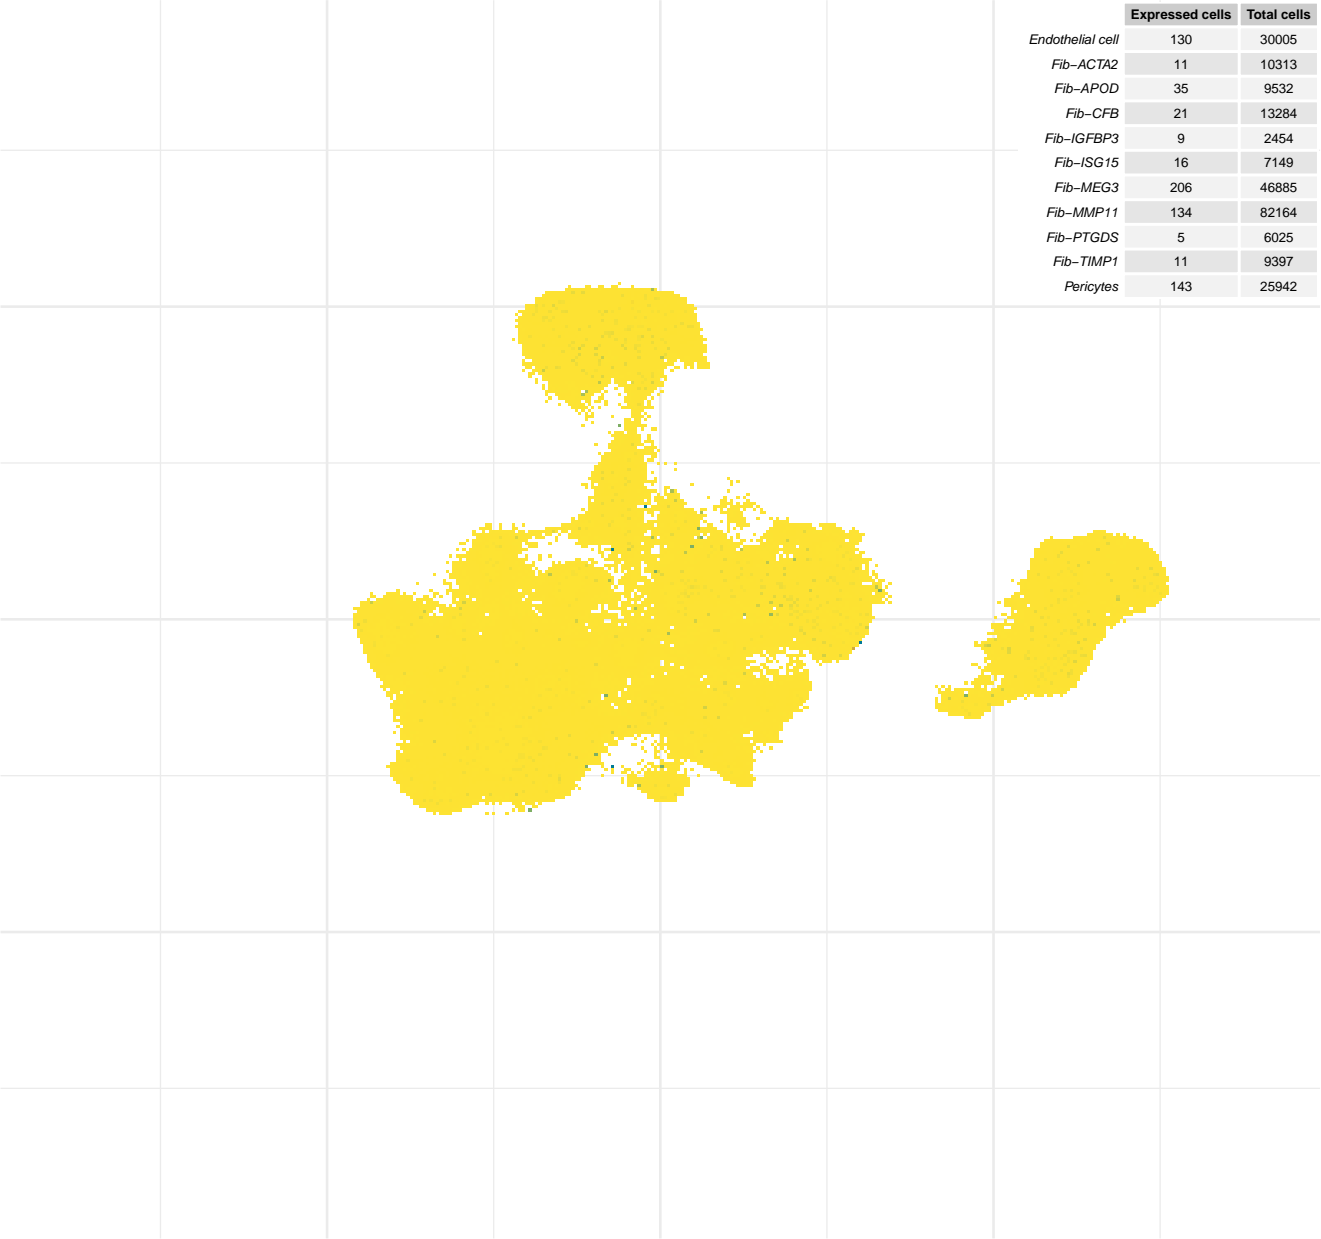 Expressed cells Total cells
Endothelial cell 130 30005
Fib−ACTA2 11 10313
Fib−APOD 35 9532
Fib−CFB 21 13284
Fib−IGFBP3 9 2454
Fib−ISG15 16 7149
Fib−MEG3 206 46885
Fib−MMP11 134 82164
Fib−PTGDS 5 6025
Fib−TIMP1 11 9397
Pericytes 143 25942